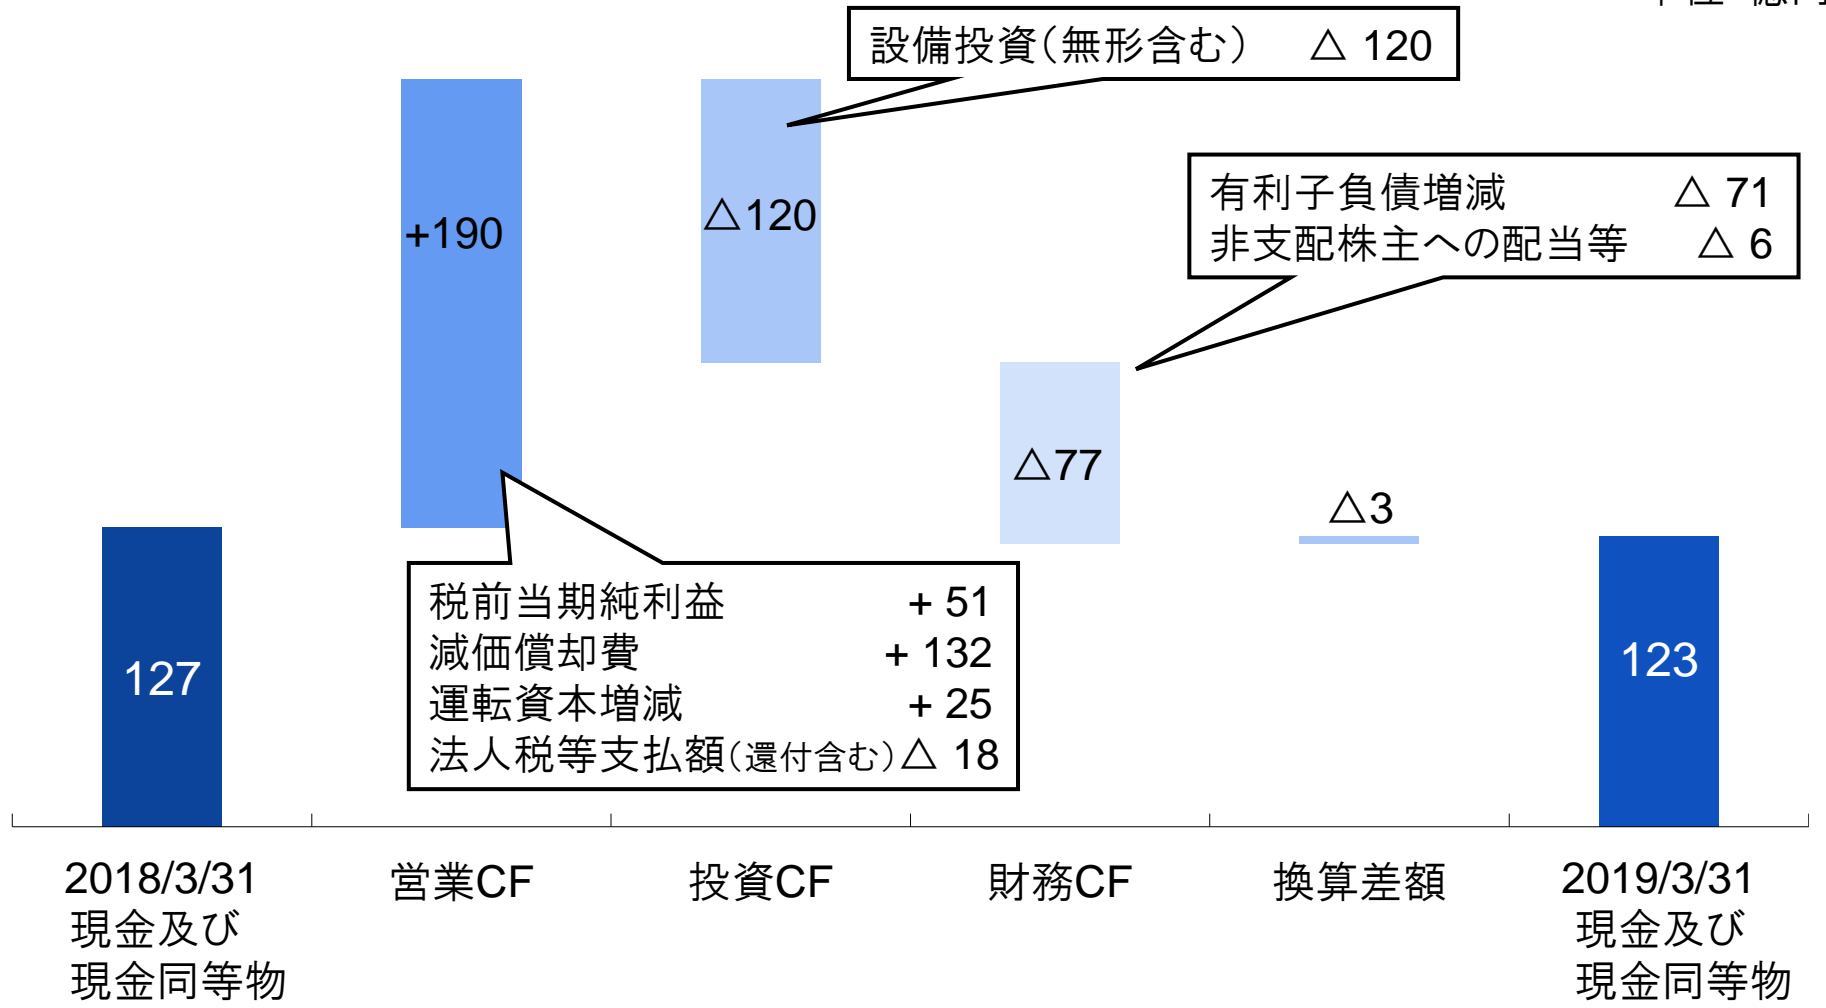 設備投資（無形含む） △ 120
有利子負債増減 △ 71
非支配株主への配当等 △ 6
+190
△120
△77
△3
127
123
税前当期純利益 + 51
減価償却費 + 132
運転資本増減 + 25
法人税等支払額（還付含む）△ 18
2018/3/31
現金及び
現金同等物
営業CF
投資CF
財務CF
換算差額
2019/3/31
現金及び
現金同等物